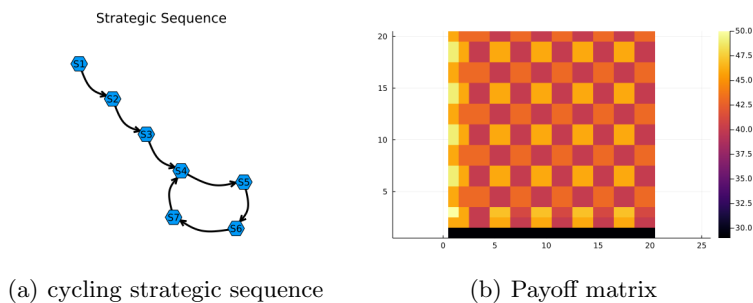 Strategic Sequence
S1
S2
S3
S4
S5
S6
S7
20
15
10
5
0
5
10
15
20
25
50.0
47.5
45.0
42.5
40.0
37.5
35.0
32.5
30.0
(a) cycling strategic sequence
(b) Payoff matrix